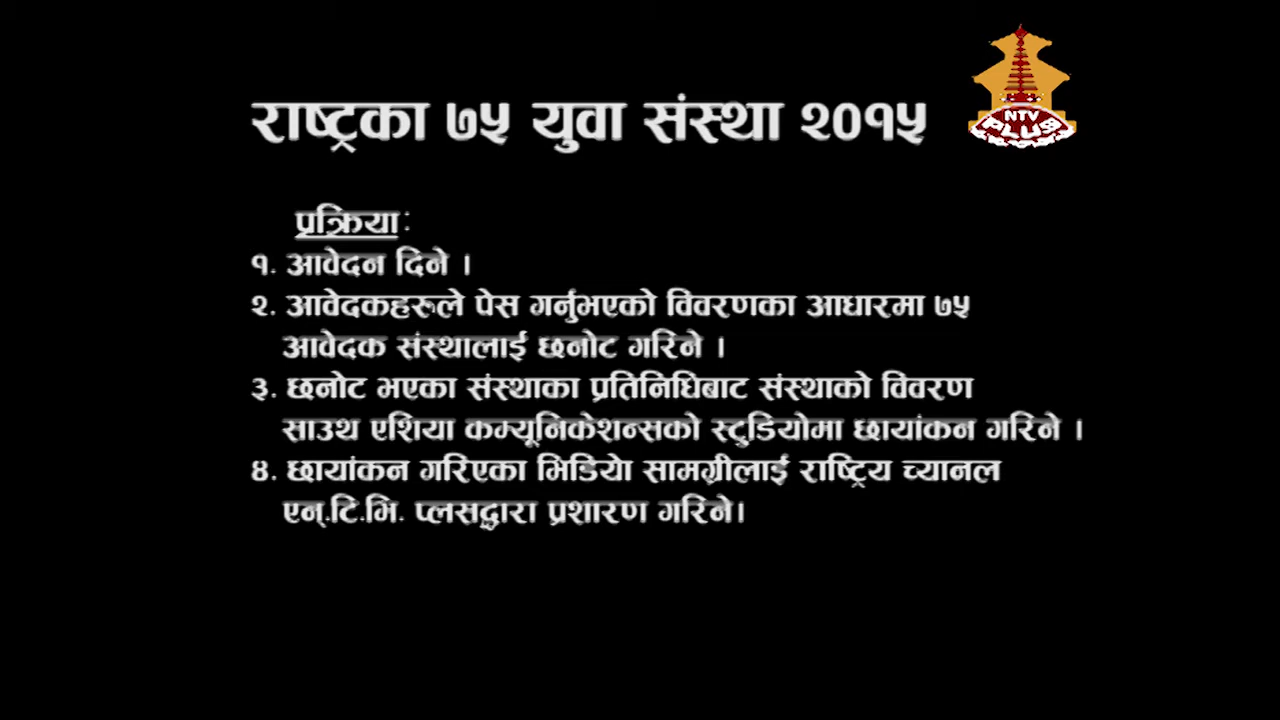 राष्ट्रका ७५ युवा संस्था २०१५
NTV
PLUS
प्रक्रियाः
१. आवेदन दिने ।
२. आवेदकहरुले पेस गर्नुभएको विवरणका आधारमा ७५
आवेदक संस्थालाई छनोट गरिने ।
३. छनोट भएका संस्थाका प्रतिनिधिबाट संस्थाको विवरण
साउथ एशिया कम्यूनिकेशन्सको स्टुडियोमा छायांकन गरिने ।
४. छायांकन गरिएका भिडियो सामग्रीलाई राष्ट्रिय च्यानल
एन्.टि.भि. प्लसद्वारा प्रशारण गरिने।